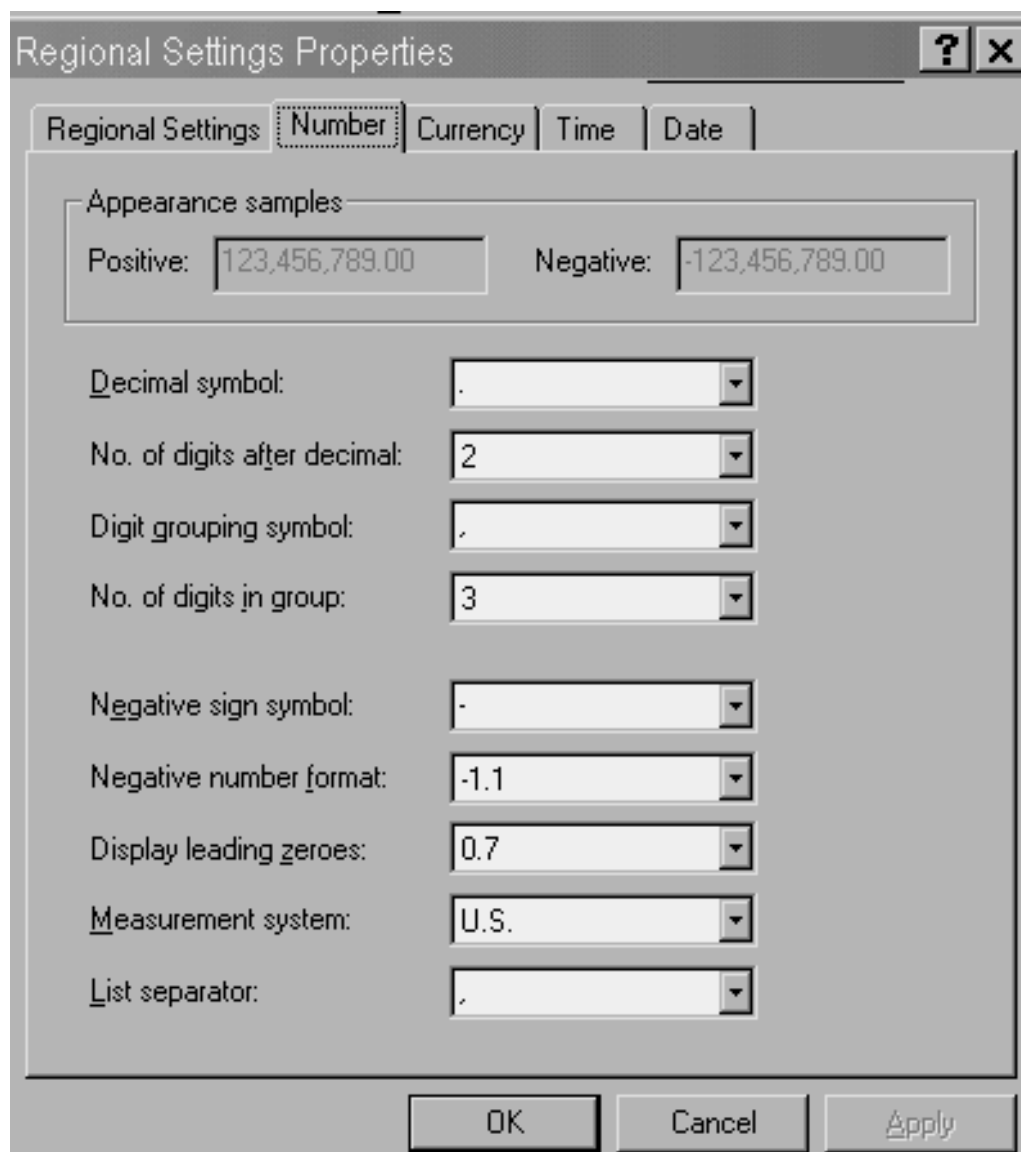 Regional Settings Properties ? ×
Regional Settings Number Currency Time Date
Appearance samples
Positive: 123,456,789.00 Negative: -123,456,789.00
Decimal symbol: .
No. of digits after decimal: 2
Digit grouping symbol: ,
No. of digits in group: 3
Negative sign symbol: -
Negative number format: -1.1
Display leading zeroes: 0.7
Measurement system: U.S.
List separator: ,
OK Cancel Apply